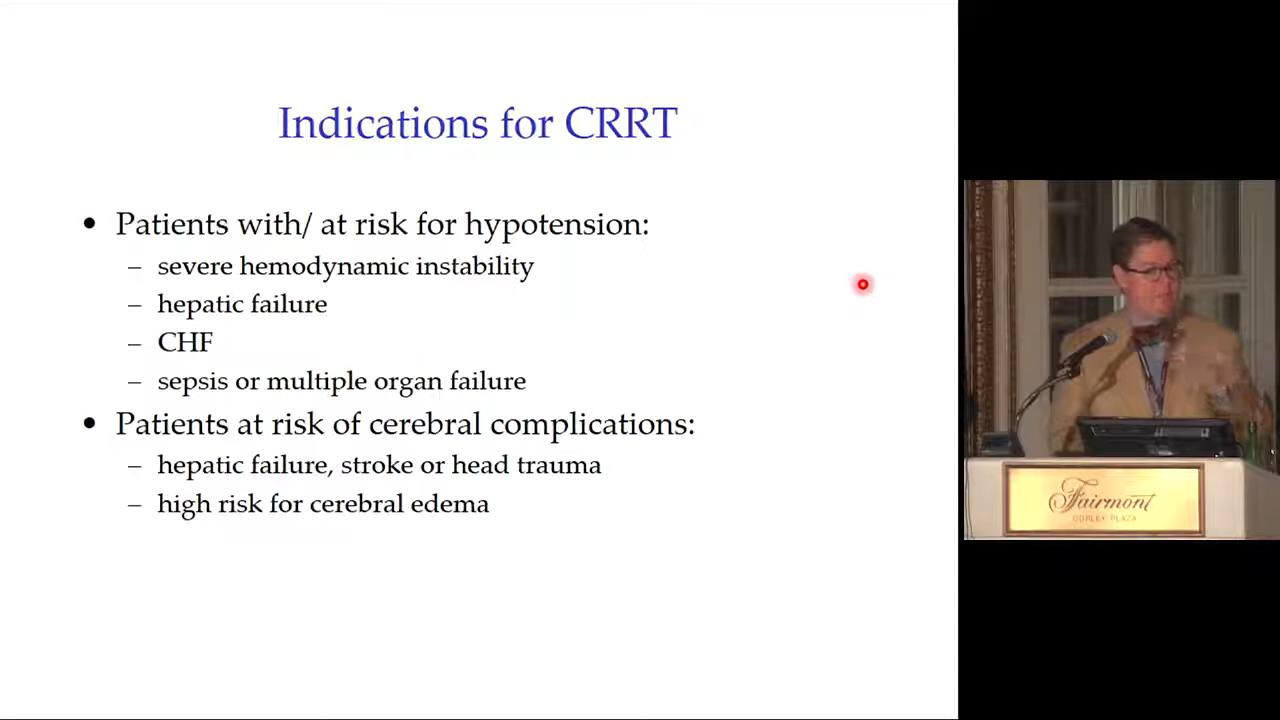 Indications for CRRT
• Patients with/ at risk for hypotension:
– severe hemodynamic instability
– hepatic failure
– CHF
– sepsis or multiple organ failure
• Patients at risk of cerebral complications:
– hepatic failure, stroke or head trauma
– high risk for cerebral edema
Fairmont
COPLEY PLAZA